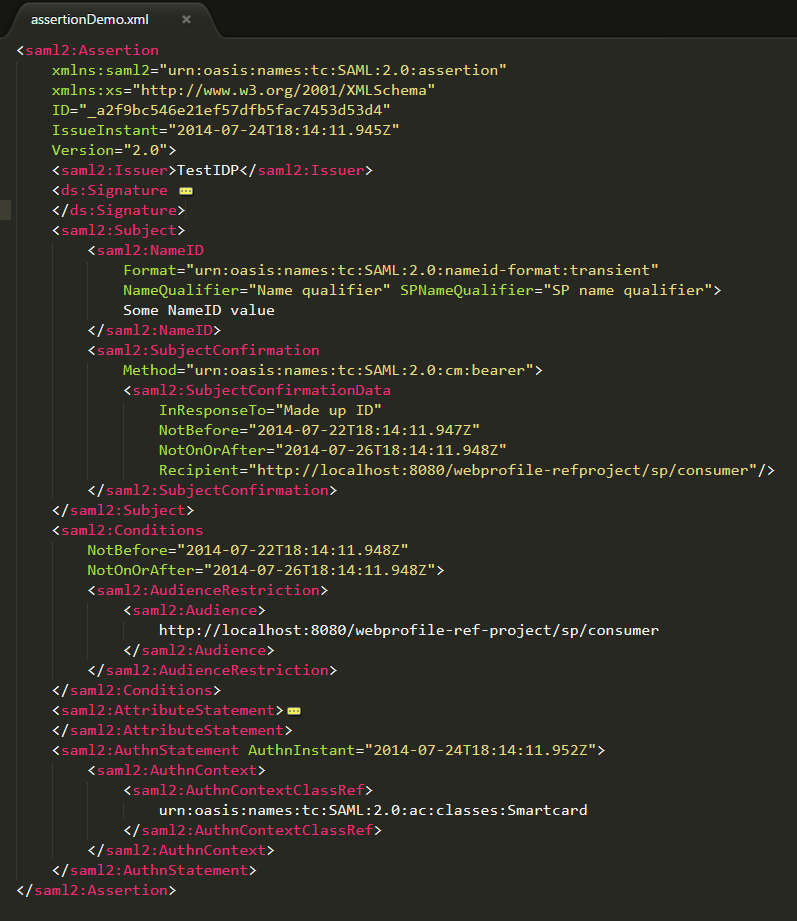 assertionDemo.xml ×
<saml2:Assertion
    xmlns:saml2="urn:oasis:names:tc:SAML:2.0:assertion"
    xmlns:xs="http://www.w3.org/2001/XMLSchema"
    ID="_a2f9bc546e21ef57dfb5fac7453d53d4"
    IssueInstant="2014-07-24T18:14:11.945Z"
    Version="2.0">
    <saml2:Issuer>TestIDP</saml2:Issuer>
    <ds:Signature
    </ds:Signature>
    <saml2:Subject>
        <saml2:NameID
            Format="urn:oasis:names:tc:SAML:2.0:nameid-format:transient"
            NameQualifier="Name qualifier" SPNameQualifier="SP name qualifier">
            Some NameID value
        </saml2:NameID>
        <saml2:SubjectConfirmation
            Method="urn:oasis:names:tc:SAML:2.0:cm:bearer">
            <saml2:SubjectConfirmationData
                InResponseTo="Made up ID"
                NotBefore="2014-07-22T18:14:11.947Z"
                NotOnOrAfter="2014-07-26T18:14:11.948Z"
                Recipient="http://localhost:8080/webprofile-refproject/sp/consumer"/>
        </saml2:SubjectConfirmation>
    </saml2:Subject>
    <saml2:Conditions
        NotBefore="2014-07-22T18:14:11.948Z"
        NotOnOrAfter="2014-07-26T18:14:11.948Z">
        <saml2:AudienceRestriction>
            <saml2:Audience>
                http://localhost:8080/webprofile-ref-project/sp/consumer
            </saml2:Audience>
        </saml2:AudienceRestriction>
    </saml2:Conditions>
    <saml2:AttributeStatement>
    </saml2:AttributeStatement>
    <saml2:AuthnStatement AuthnInstant="2014-07-24T18:14:11.952Z">
        <saml2:AuthnContext>
            <saml2:AuthnContextClassRef>
                urn:oasis:names:tc:SAML:2.0:ac:classes:Smartcard
            </saml2:AuthnContextClassRef>
        </saml2:AuthnContext>
    </saml2:AuthnStatement>
</saml2:Assertion>